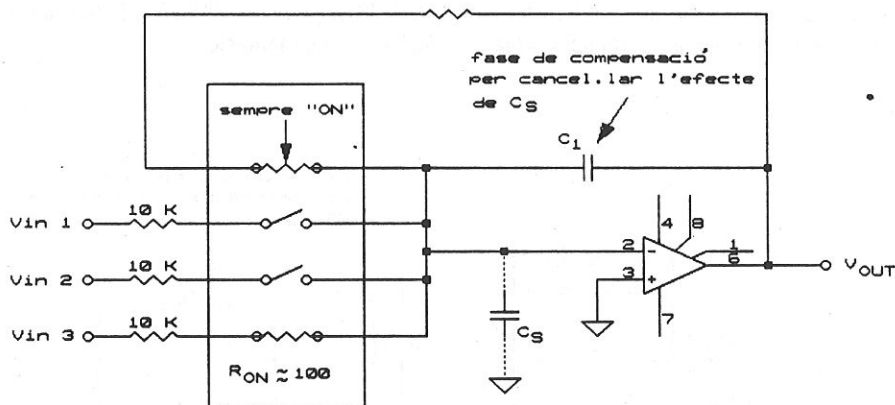 fase de compensació
per cancel.lar l'efecte
de CS
sempre "ON"
C1
Vin 1
10 K
4
8
2
-
1
6
3
+
VOUT
Vin 2
10 K
7
CS
Vin 3
10 K
RON ≈ 100